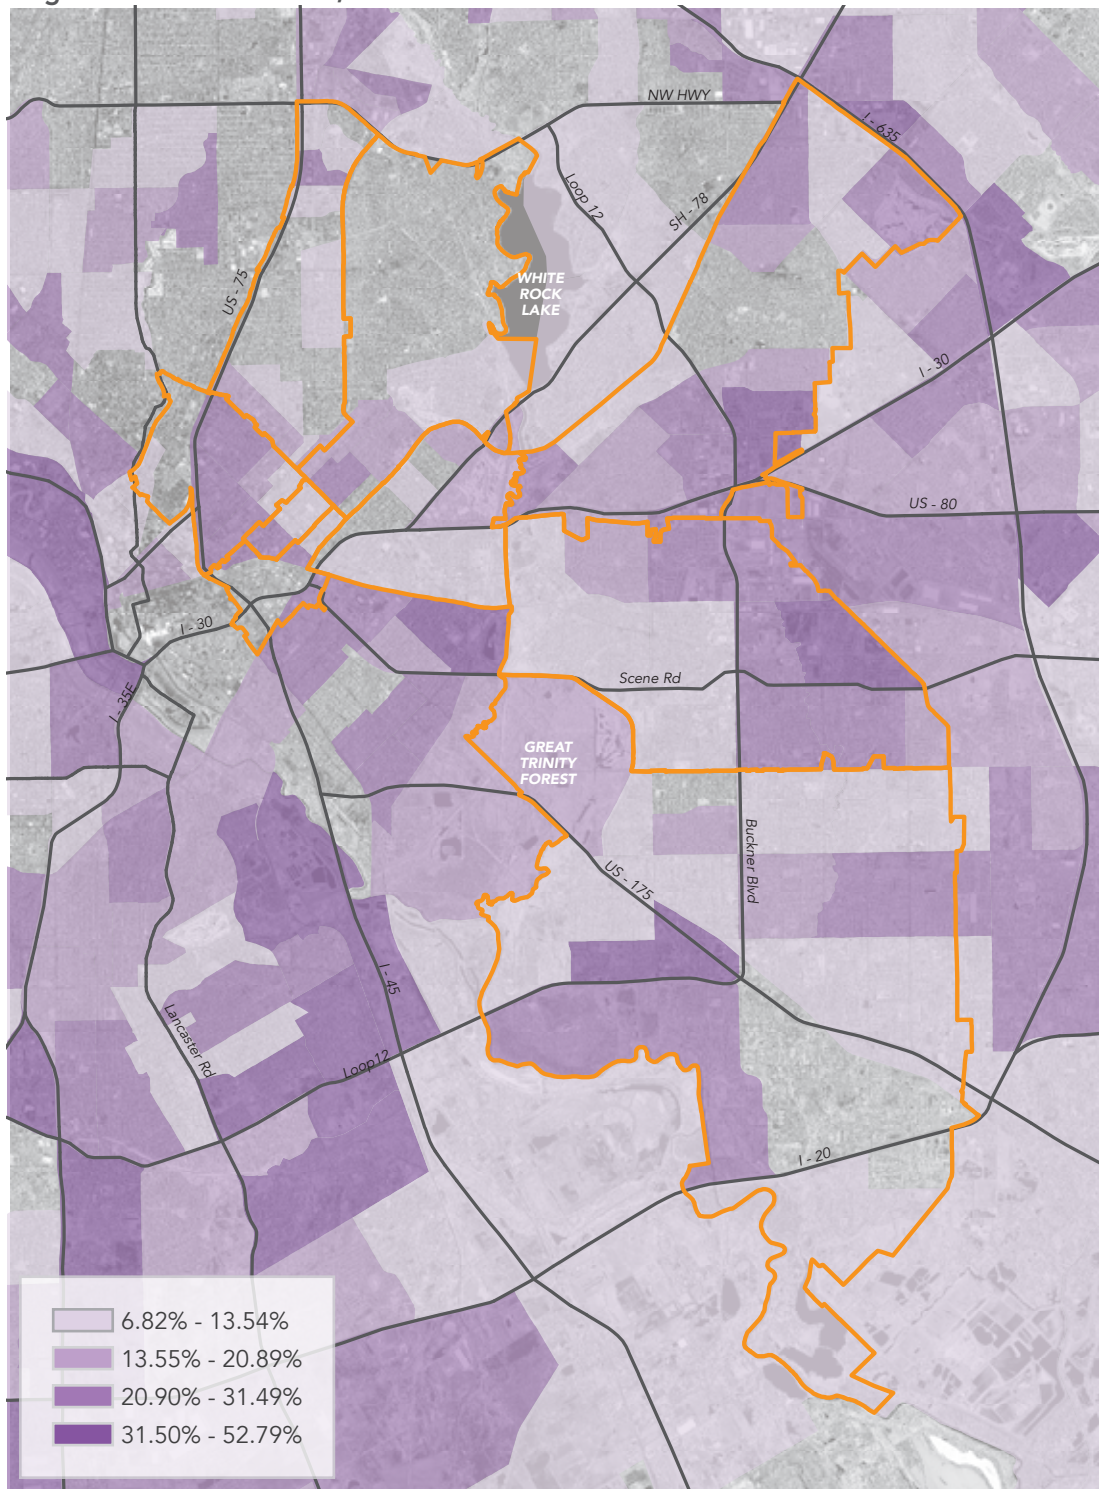 NW HWY
I - 635
Loop 12
SH - 78
US - 75
WHITE
ROCK
LAKE
I - 30
US - 80
I - 30
Scene Rd
I - 35E
GREAT
TRINITY
FOREST
Buckner Blvd
US - 175
I - 45
Lancaster Rd
Loop12
I - 20
6.82% - 13.54%
13.55% - 20.89%
20.90% - 31.49%
31.50% - 52.79%